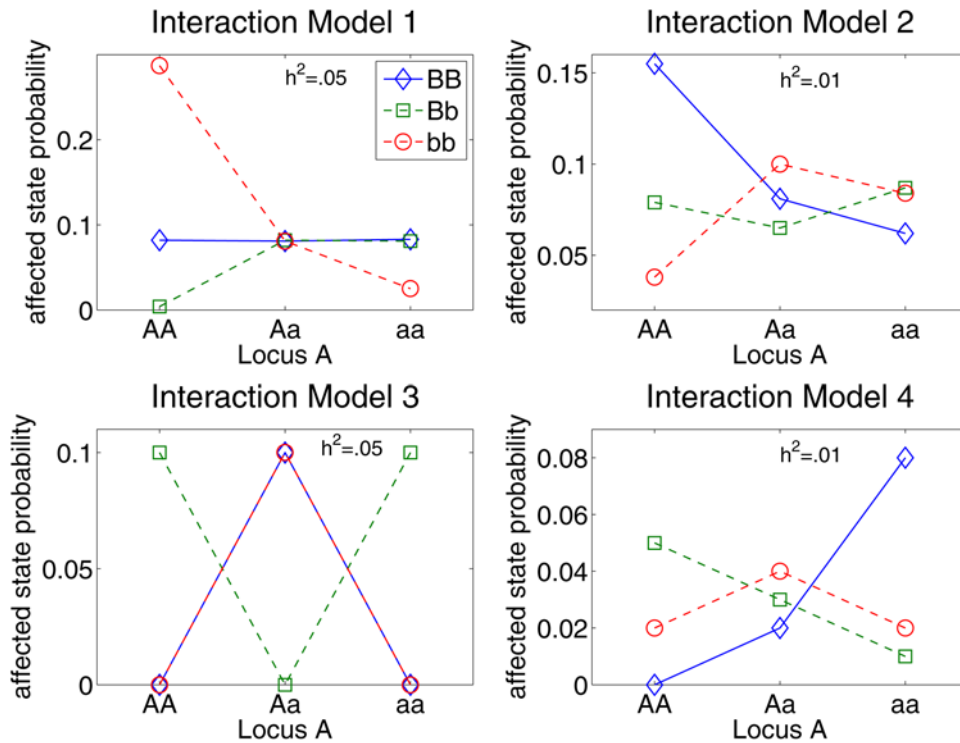 Interaction Model 1
h²=.05
BB
Bb
bb
0.2
0.1
0
affected state probability
AA Aa aa
Locus A
Interaction Model 2
h²=.01
0.15
0.1
0.05
affected state probability
AA Aa aa
Locus A
Interaction Model 3
h²=.05
0.1
0.05
0
affected state probability
AA Aa aa
Locus A
Interaction Model 4
h²=.01
0.08
0.06
0.04
0.02
0
affected state probability
AA Aa aa
Locus A